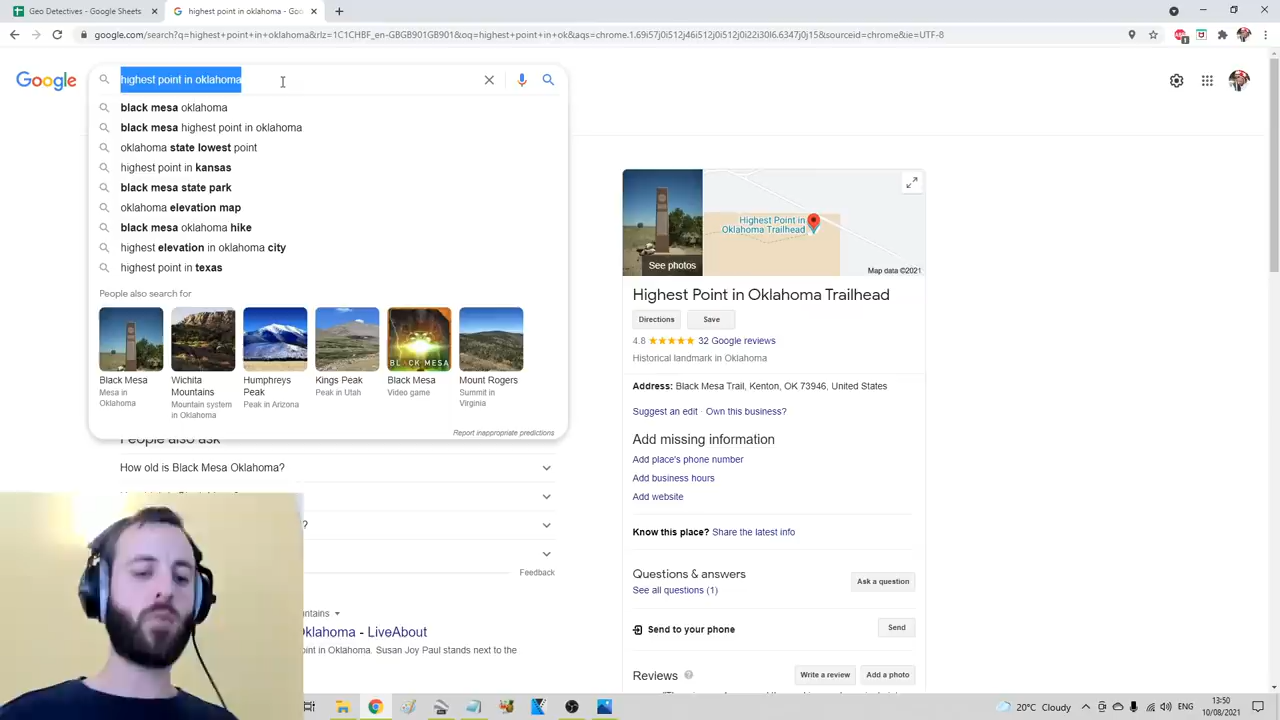 Geo Detectives - Google Sheets
highest point in oklahoma - Goo
google.com/search?q=highest+point+in+oklahoma&rlz=1C1CHBF_en-GBGB901GB901&oq=highest+point+in+ok&aqs=chrome.1.69i57j0i512j46i512j0i512j0i22i30l6.6347j0j15&sourceid=chrome&ie=UTF-8
Google
highest point in oklahoma
black mesa oklahoma
black mesa highest point in oklahoma
oklahoma state lowest point
highest point in kansas
black mesa state park
oklahoma elevation map
black mesa oklahoma hike
highest elevation in oklahoma city
highest point in texas
People also search for
BLACK MESA
Black Mesa
Mesa in
Oklahoma
Wichita
Mountains
Mountain system
in Oklahoma
Humphreys
Peak
Peak in Arizona
Kings Peak
Peak in Utah
Black Mesa
Video game
Mount Rogers
Summit in
Virginia
Report inappropriate predictions
People also ask
How old is Black Mesa Oklahoma?
?
Feedback
ntains
Oklahoma - LiveAbout
oint in Oklahoma. Susan Joy Paul stands next to the
See photos
Highest Point in
Oklahoma Trailhead
Map data ©2021
Highest Point in Oklahoma Trailhead
Directions
Save
4.8 32 Google reviews
Historical landmark in Oklahoma
Address: Black Mesa Trail, Kenton, OK 73946, United States
Suggest an edit · Own this business?
Add missing information
Add place's phone number
Add business hours
Add website
Know this place? Share the latest info
Questions & answers
See all questions (1)
Ask a question
Send to your phone
Send
Reviews
Write a review
Add a photo
20°C Cloudy
ENG
13:50
10/08/2021